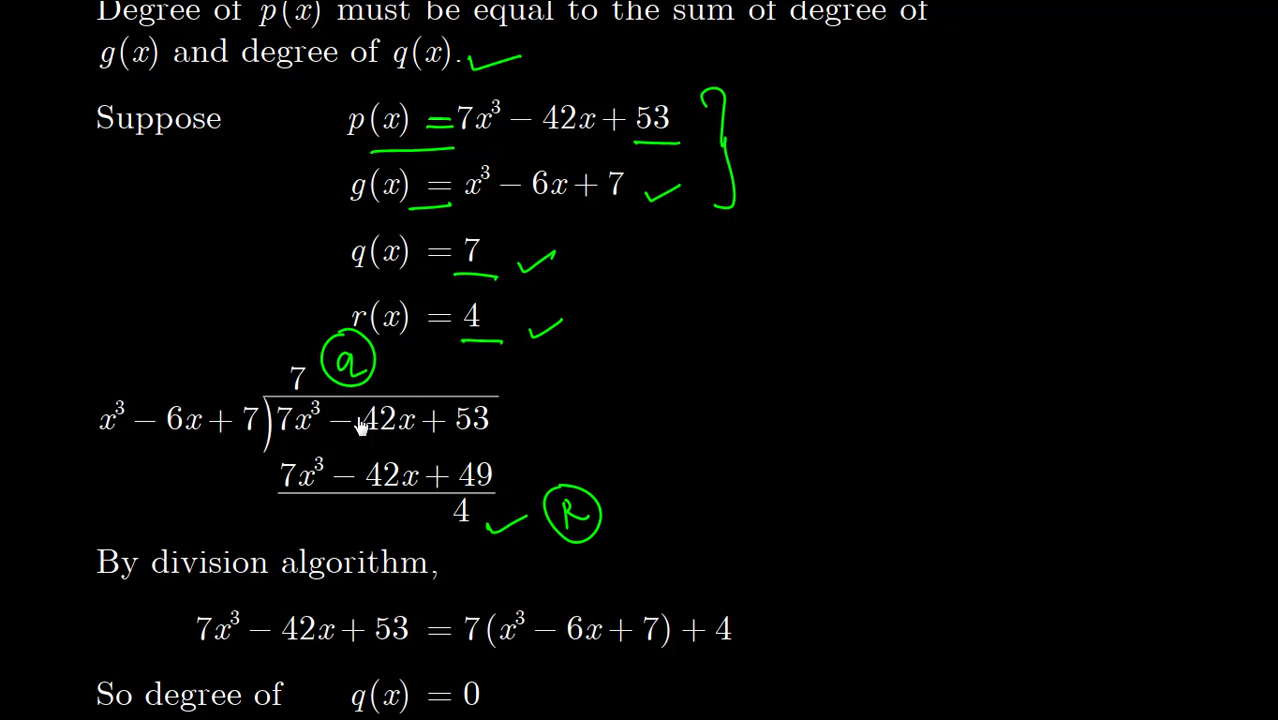 Degree of p(x) must be equal to the sum of degree of
g(x) and degree of q(x).
Suppose p(x) = 7x³ − 42x + 53
g(x) = x³ − 6x + 7
q(x) = 7
r(x) = 4
7 q
x³ − 6x + 7)7x³ − 42x + 53
7x³ − 42x + 49
4 R
By division algorithm,
7x³ − 42x + 53 = 7(x³ − 6x + 7) + 4
So degree of q(x) = 0